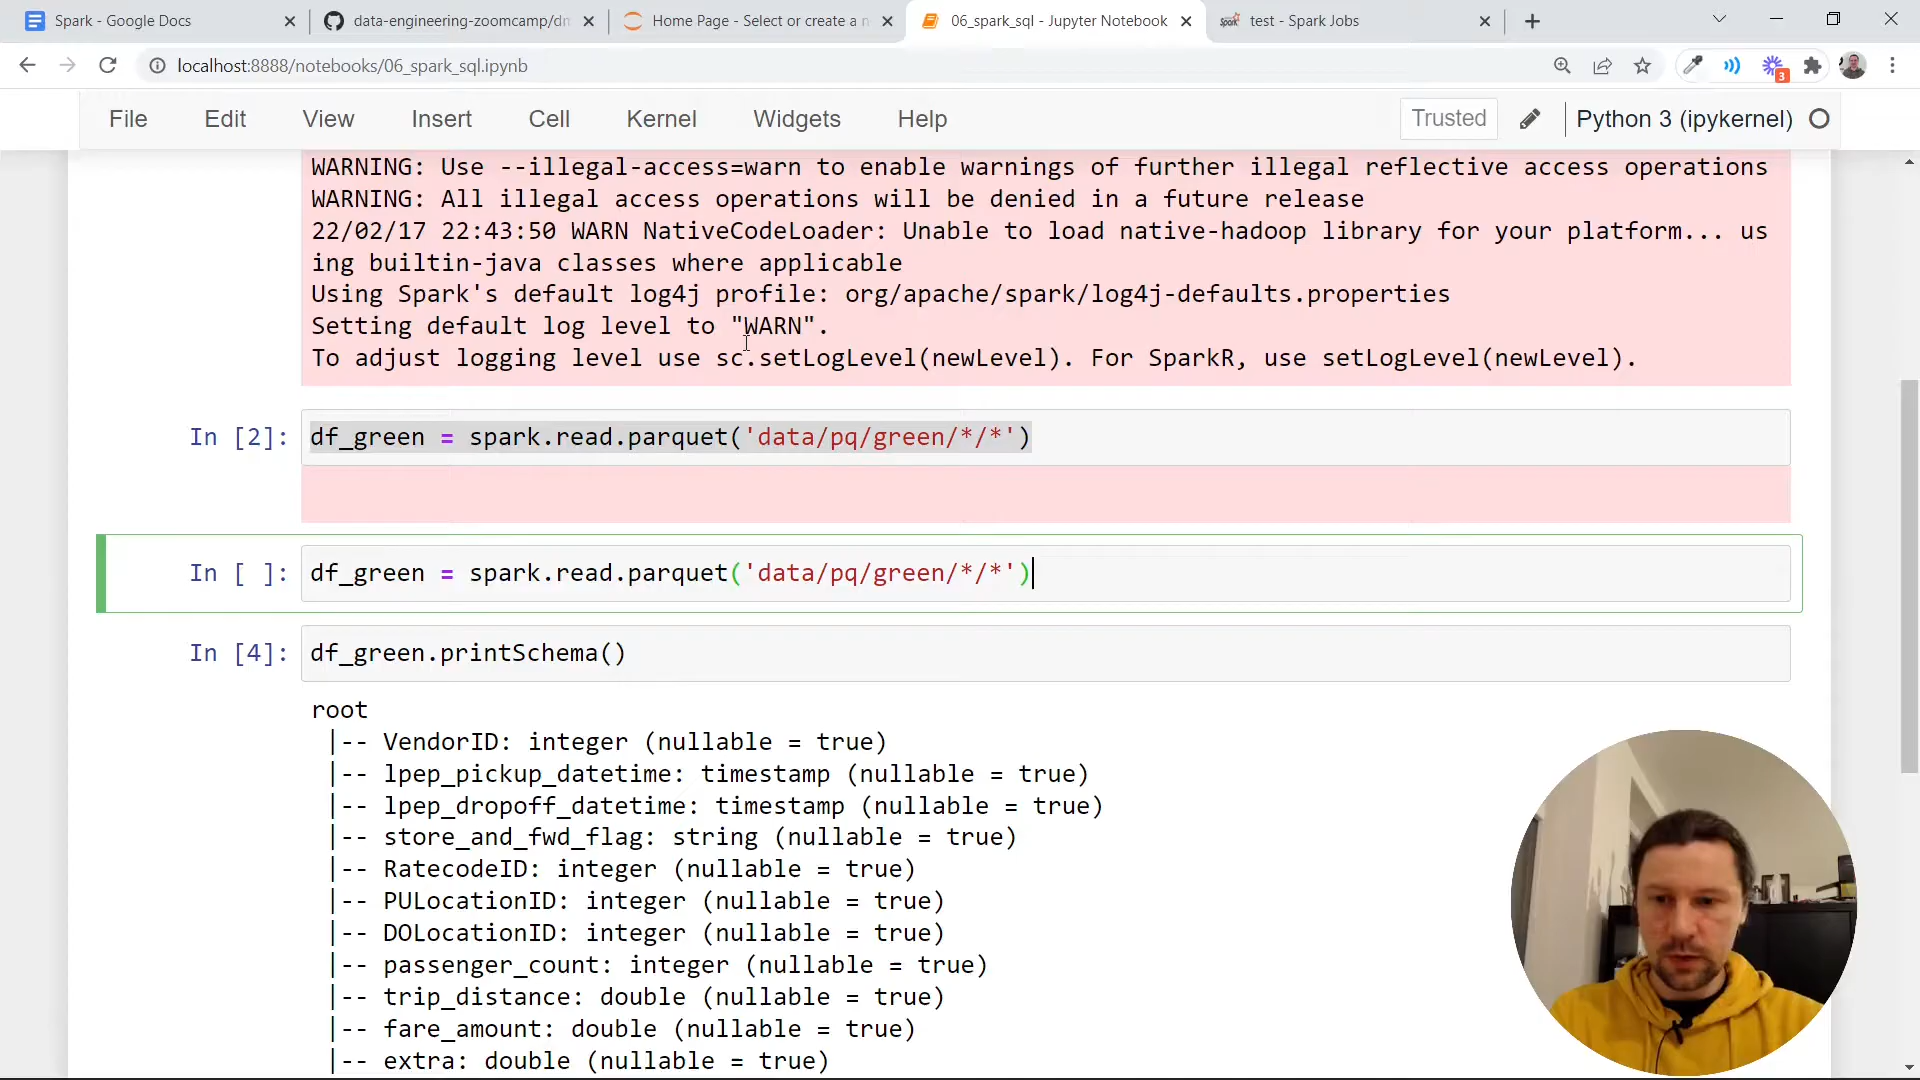 Spark - Google Docs
data-engineering-zoomcamp/dm
Home Page - Select or create a n
06_spark_sql - Jupyter Notebook
test - Spark Jobs
localhost:8888/notebooks/06_spark_sql.ipynb
3
File Edit View Insert Cell Kernel Widgets Help Trusted Python 3 (ipykernel)
WARNING: Use --illegal-access=warn to enable warnings of further illegal reflective access operations
WARNING: All illegal access operations will be denied in a future release
22/02/17 22:43:50 WARN NativeCodeLoader: Unable to load native-hadoop library for your platform... us
ing builtin-java classes where applicable
Using Spark's default log4j profile: org/apache/spark/log4j-defaults.properties
Setting default log level to "WARN".
To adjust logging level use sc.setLogLevel(newLevel). For SparkR, use setLogLevel(newLevel).
In [2]: df_green = spark.read.parquet('data/pq/green/*/*')
In [ ]: df_green = spark.read.parquet('data/pq/green/*/*')
In [4]: df_green.printSchema()
root
|-- VendorID: integer (nullable = true)
|-- lpep_pickup_datetime: timestamp (nullable = true)
|-- lpep_dropoff_datetime: timestamp (nullable = true)
|-- store_and_fwd_flag: string (nullable = true)
|-- RatecodeID: integer (nullable = true)
|-- PULocationID: integer (nullable = true)
|-- DOLocationID: integer (nullable = true)
|-- passenger_count: integer (nullable = true)
|-- trip_distance: double (nullable = true)
|-- fare_amount: double (nullable = true)
|-- extra: double (nullable = true)